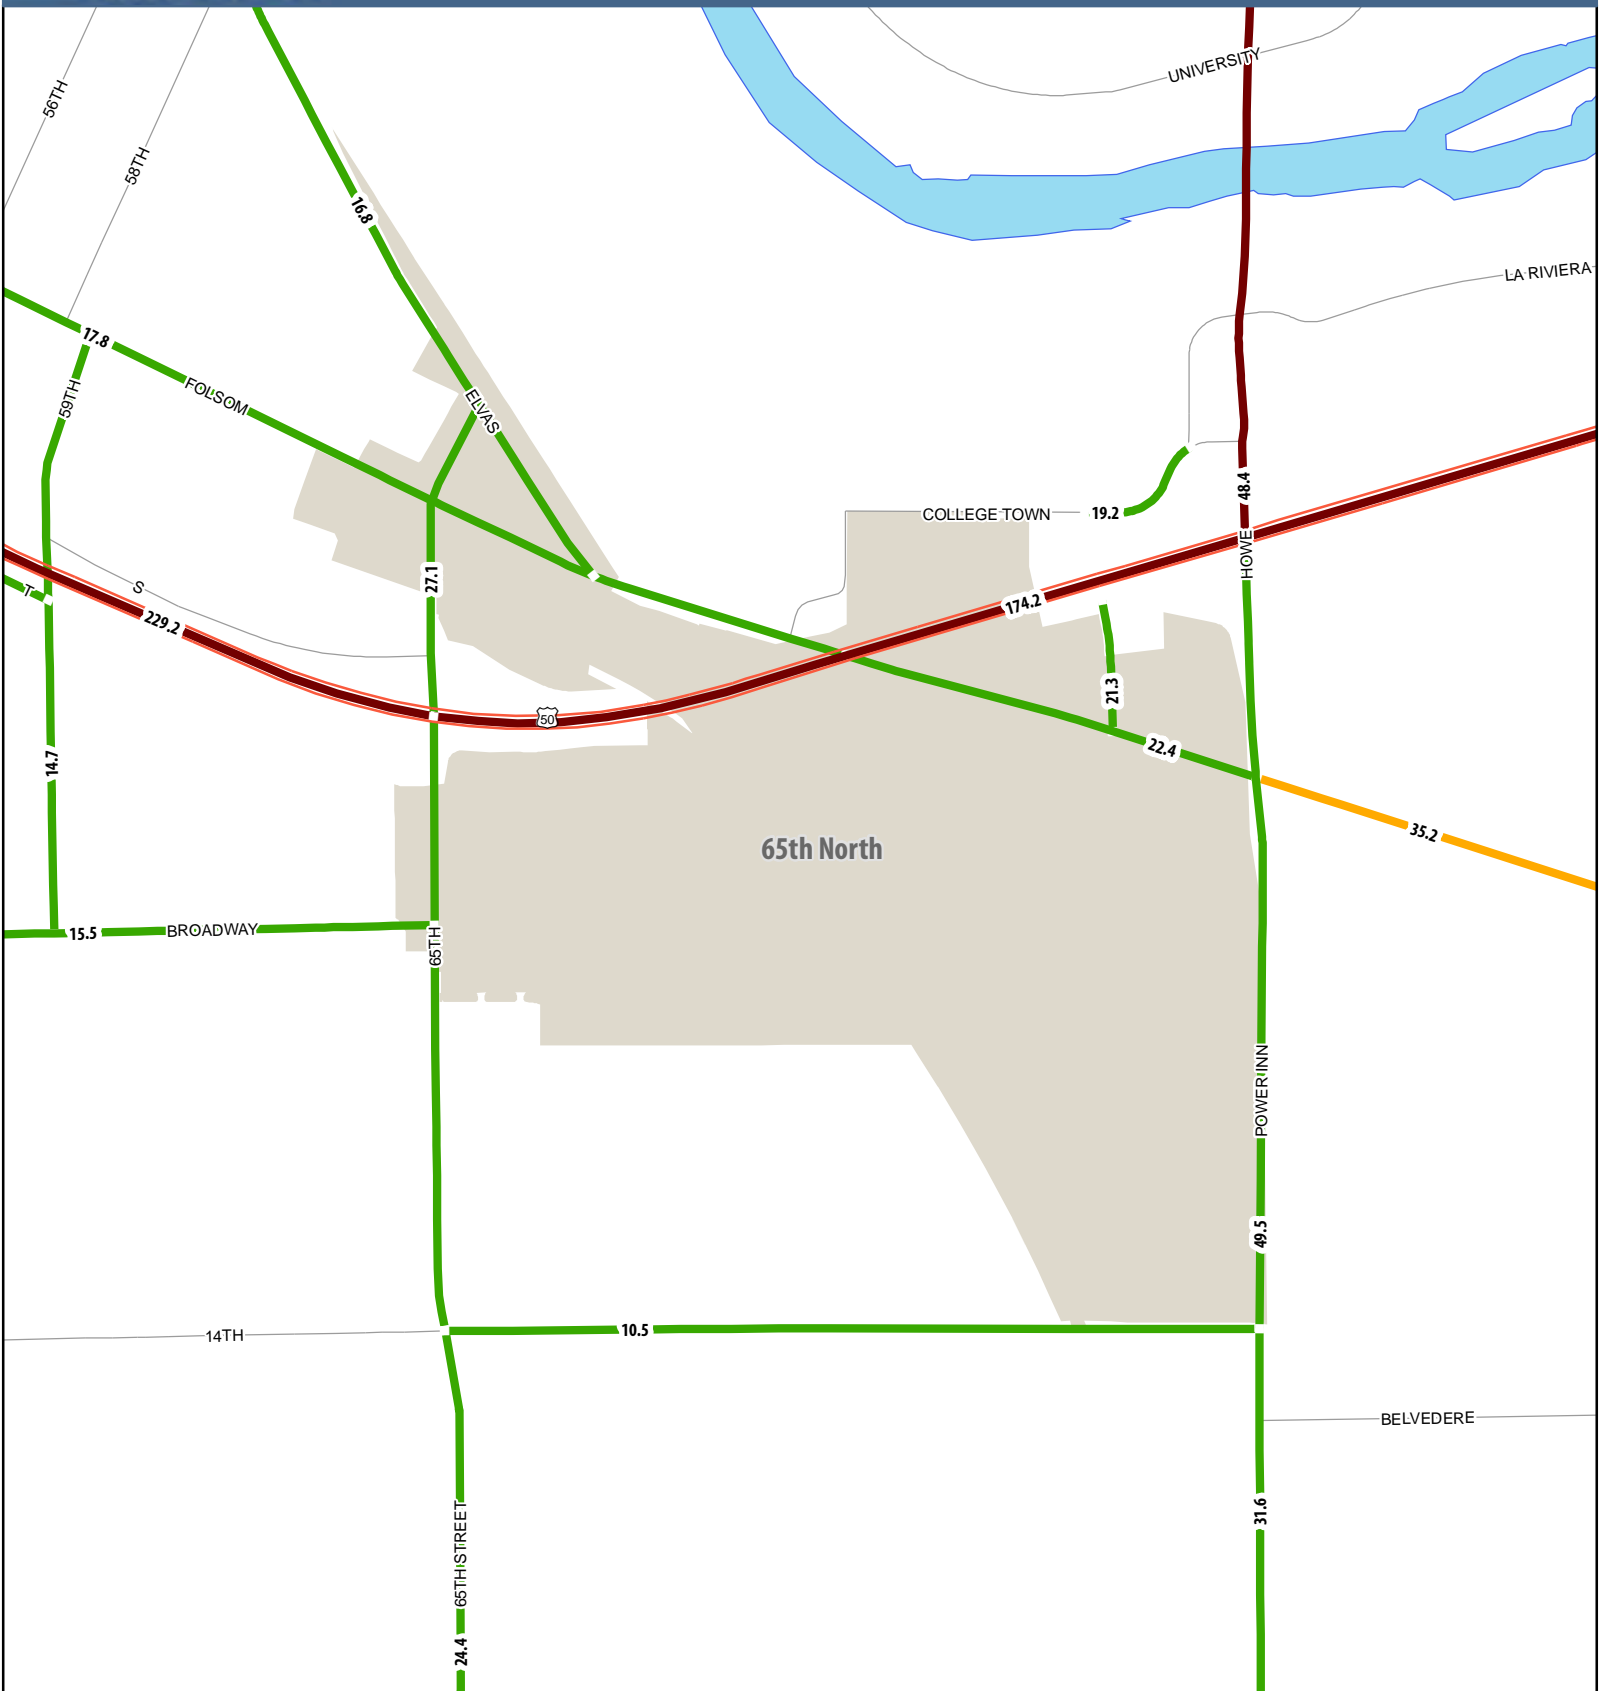 UNIVERSITY
56TH
58TH
16.8
LA RIVIERA
17.8
59TH
FOLSOM
ELVAS
48.4
COLLEGE TOWN
19.2
HOWE
27.1
S
T
229.2
174.2
50
21.3
22.4
14.7
35.2
65th North
15.5
BROADWAY
65TH
POWER INN
49.5
14TH
10.5
BELVEDERE
31.6
65TH STREET
24.4